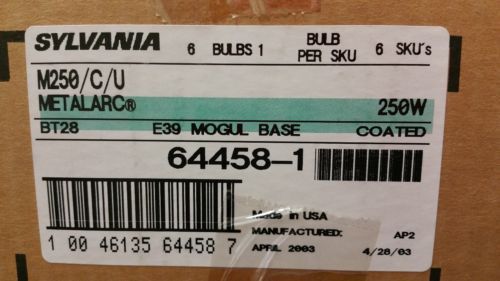 SYLVANIA 6 BULBS 1 BULB PER SKU 6 SKU's
M250/C/U
METALARC® 250W
BT28 E39 MOGUL BASE COATED
64458-1
Made in USA
MANUFACTURED: AP2
APRIL 2003 4/28/03
1 00 46135 64458 7